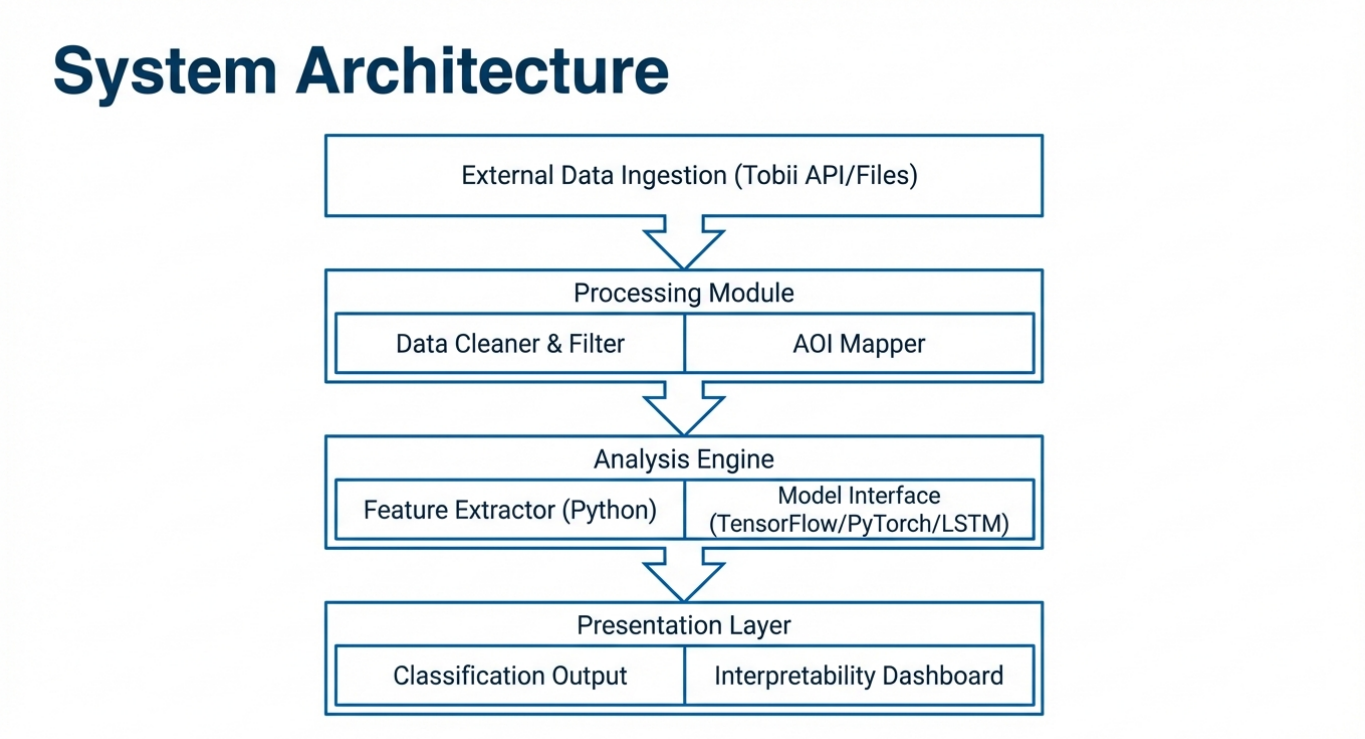 System Architecture
External Data Ingestion (Tobii API/Files)
Processing Module
Data Cleaner & Filter
AOI Mapper
Analysis Engine
Feature Extractor (Python)
Model Interface
(TensorFlow/PyTorch/LSTM)
Presentation Layer
Classification Output
Interpretability Dashboard